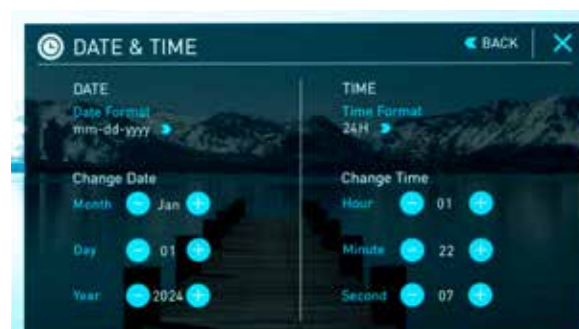 DATE & TIME
BACK
DATE
Date Format
mm-dd-yyyy
Change Date
Month - Jan +
Day - 01 +
Year - 2024 +
TIME
Time Format
24H
Change Time
Hour - 01 +
Minute - 22 +
Second - 07 +